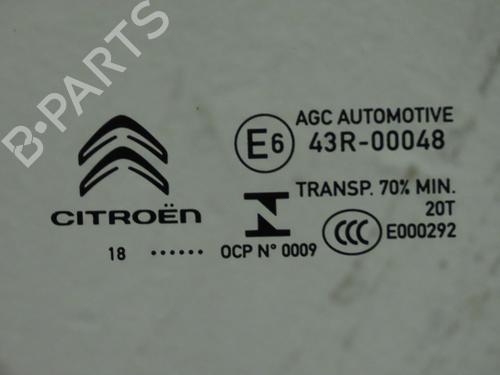 B-PARTS
AGC AUTOMOTIVE
E6 43R-00048
CITROËN
TRANSP. 70% MIN.
20T
18 ...... OCP N° 0009 CCC E000292